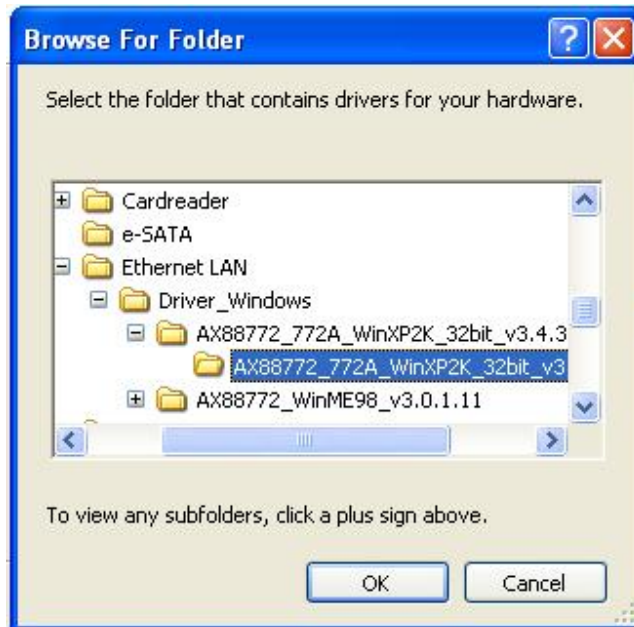 Browse For Folder
Select the folder that contains drivers for your hardware.
Cardreader
e-SATA
Ethernet LAN
Driver_Windows
AX88772_772A_WinXP2K_32bit_v3.4.3
AX88772_772A_WinXP2K_32bit_v3
AX88772_WinME98_v3.0.1.11
To view any subfolders, click a plus sign above.
OK Cancel